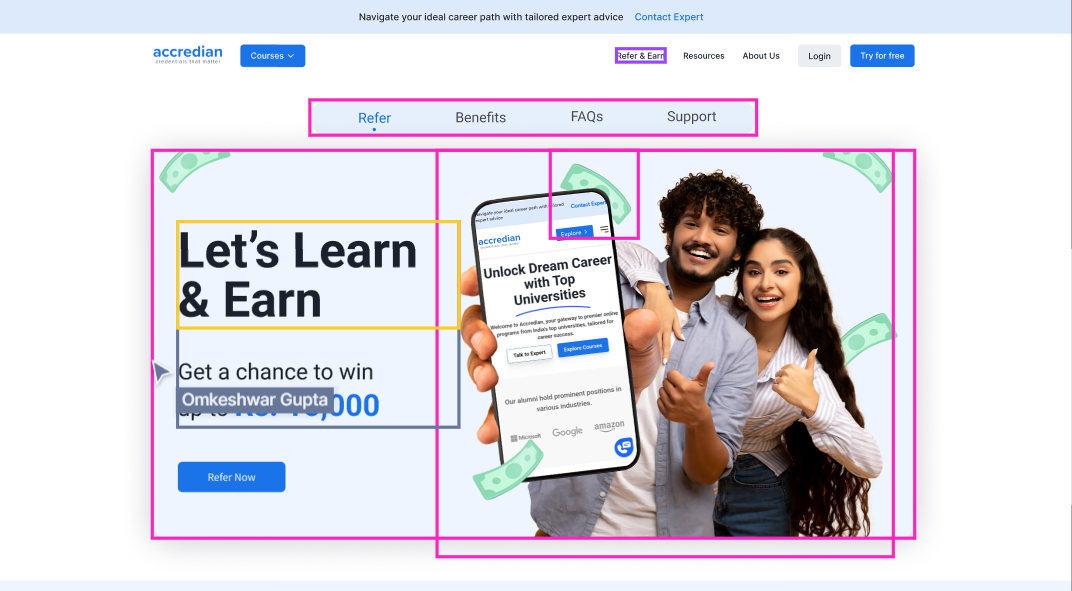 Navigate your ideal career path with tailored expert advice Contact Expert
accredian
credentials that matter
Courses
Refer & Earn
Resources
About Us
Login
Try for free
Refer
Benefits
FAQs
Support
Let's Learn
& Earn
Get a chance to win
up to Rs.
,000
Omkeshwar Gupta
Refer Now
Navigate your ideal career path with tailored
expert advice
Contact Expert
accredian
credentials that matter
Explore
Unlock Dream Career
with Top
Universities
Welcome to Accredian, your gateway to premier online
programs from India's top universities, tailored for
career success.
Talk to Expert
Explore Courses
Our alumni hold prominent positions in
various industries.
Microsoft
Google
amazon